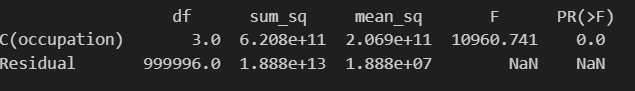 df sum_sq mean_sq F PR(>F)
C(occupation) 3.0 6.208e+11 2.069e+11 10960.741 0.0
Residual 999996.0 1.888e+13 1.888e+07 NaN NaN